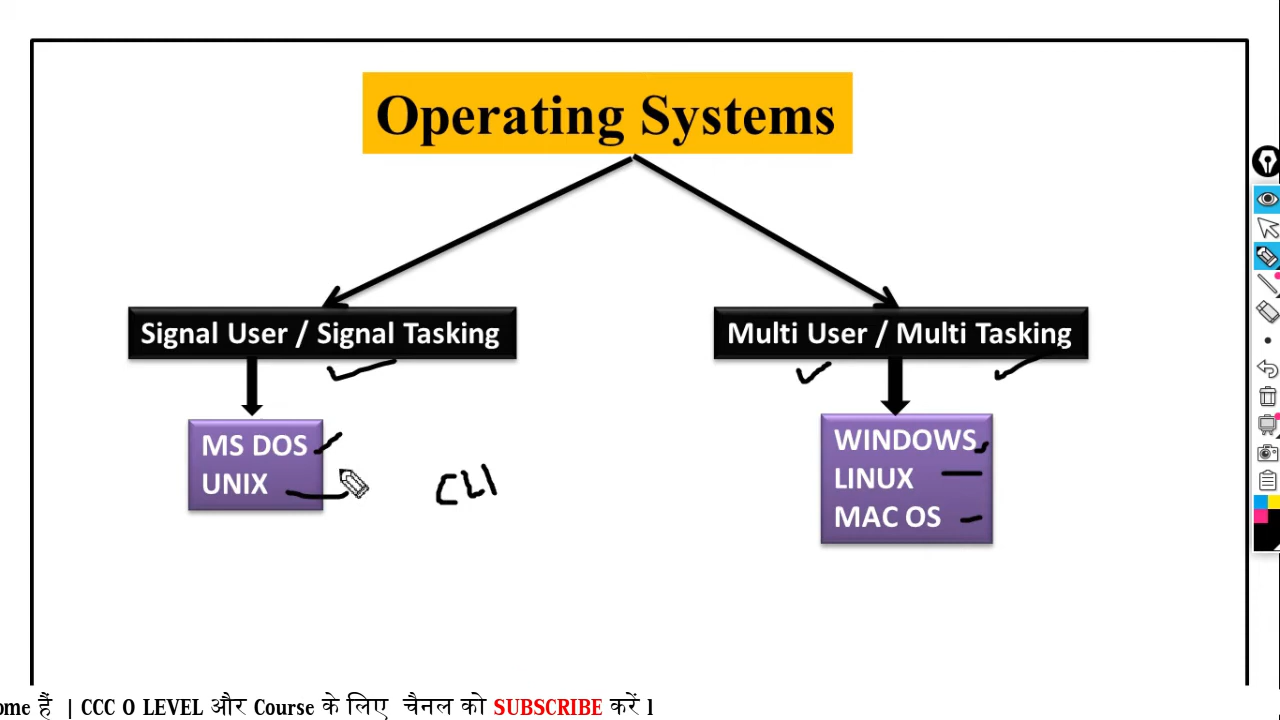 Operating Systems
Signal User / Signal Tasking
Multi User / Multi Tasking
MS DOS
UNIX
CLI
WINDOWS
LINUX
MAC OS
ome हैं | CCC O LEVEL और Course के लिए चैनल को SUBSCRIBE करें l